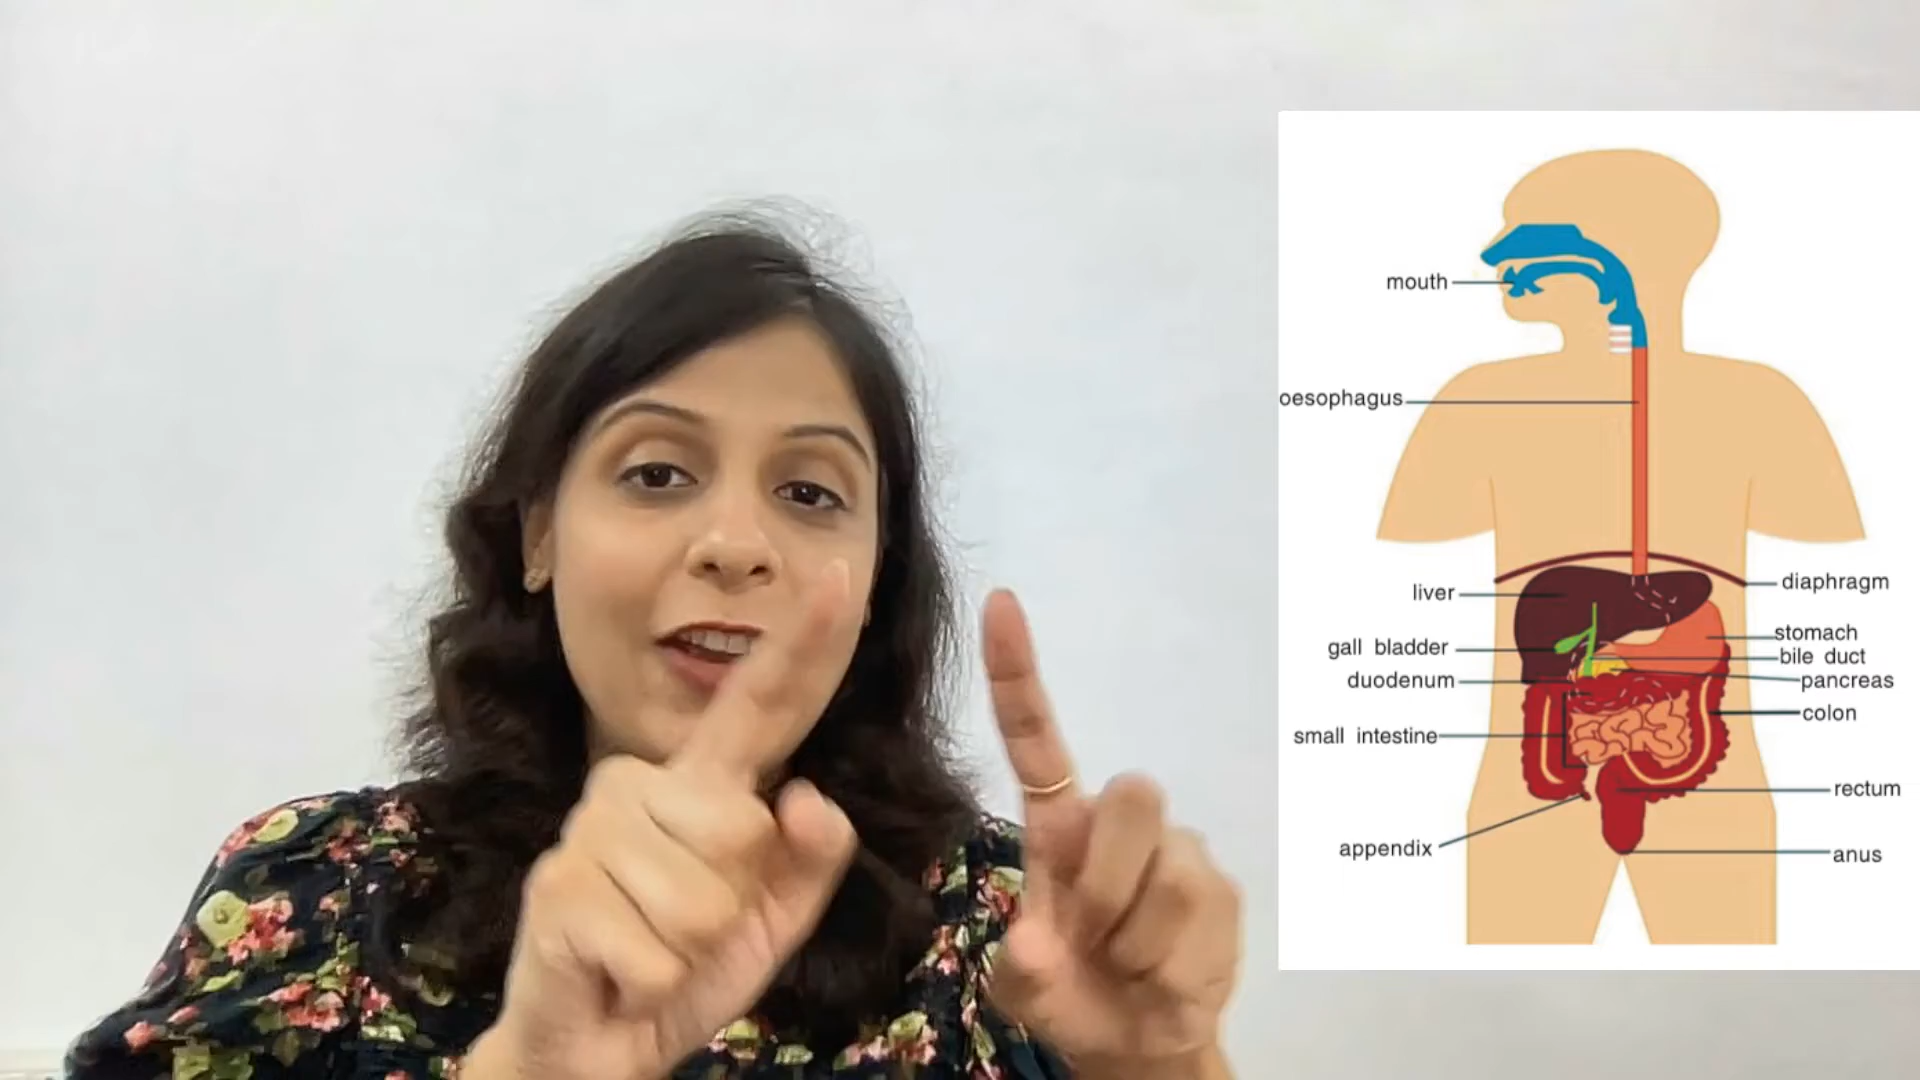 mouth
oesophagus
liver
diaphragm
gall bladder
stomach
bile duct
duodenum
pancreas
colon
small intestine
rectum
appendix
anus